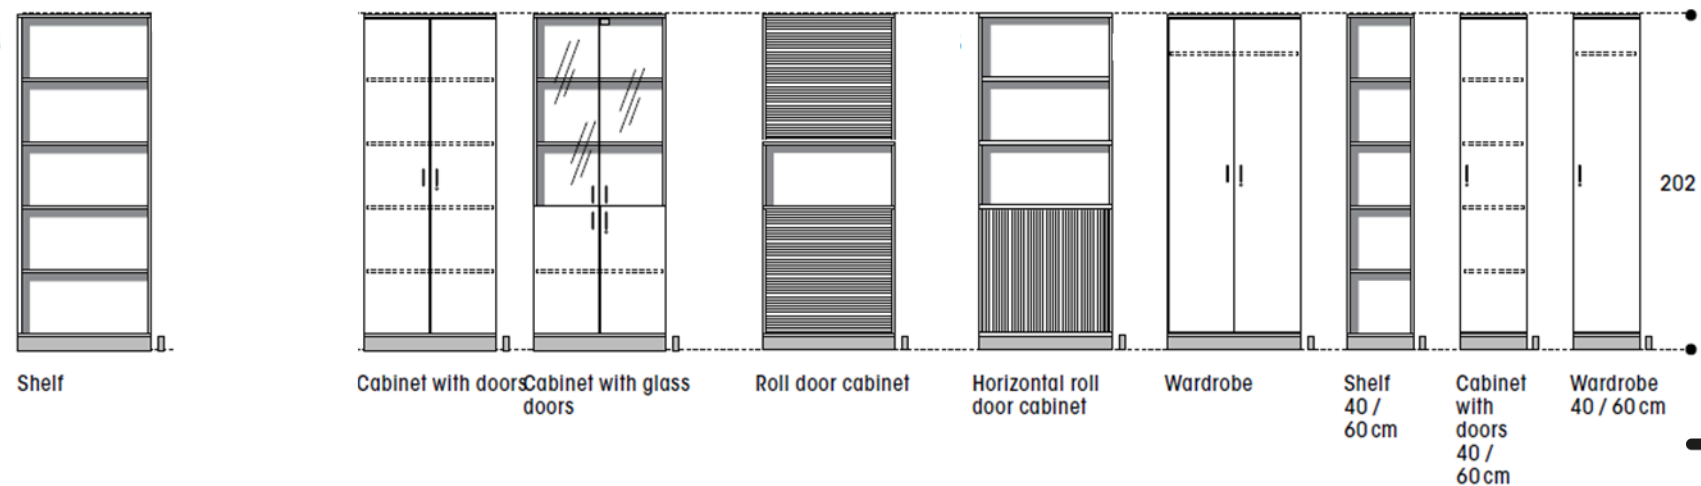 202
Shelf
Cabinet with doors
Cabinet with glass
doors
Roll door cabinet
Horizontal roll
door cabinet
Wardrobe
Shelf
40 /
60 cm
Cabinet
with
doors
40 /
60 cm
Wardrobe
40 / 60 cm